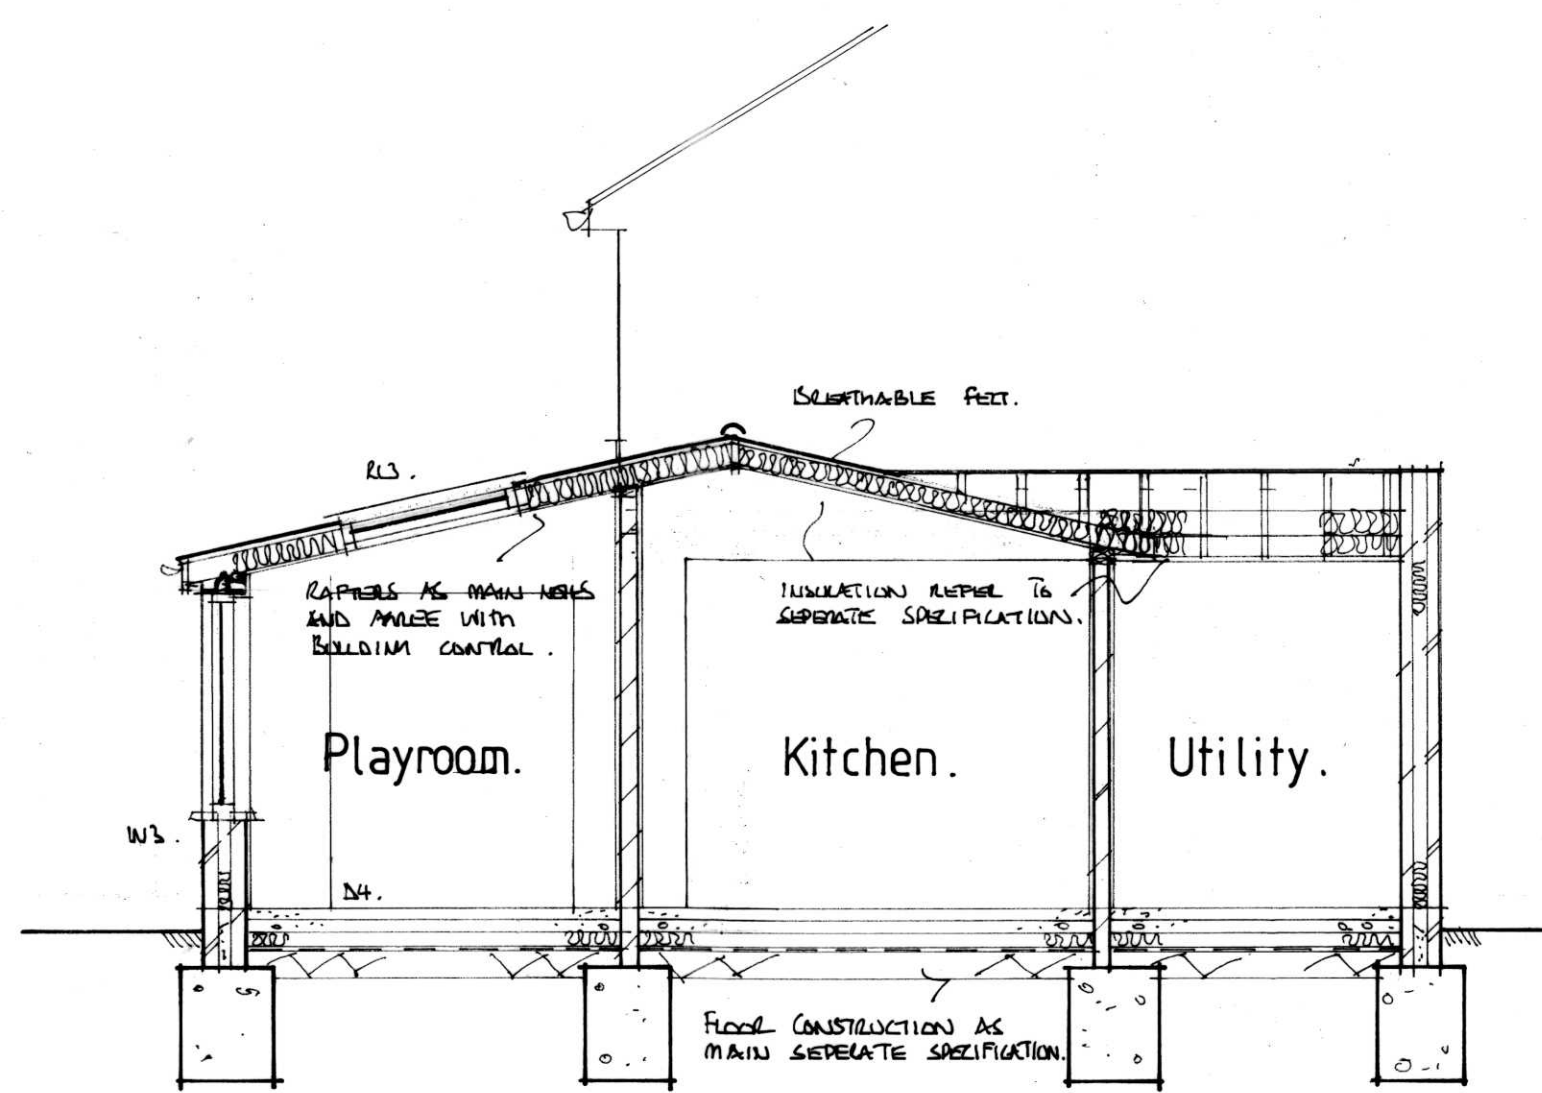 BREATHABLE FELT.
RL3.
RAFTERS AS MAIN NOTES
AND AGREE WITH
BUILDING CONTROL.
INSULATION REFER TO
SEPERATE SPECIFICATION.
Playroom.
Kitchen.
Utility.
W3.
D4.
FLOOR CONSTRUCTION AS
MAIN SEPERATE SPECIFICATION.